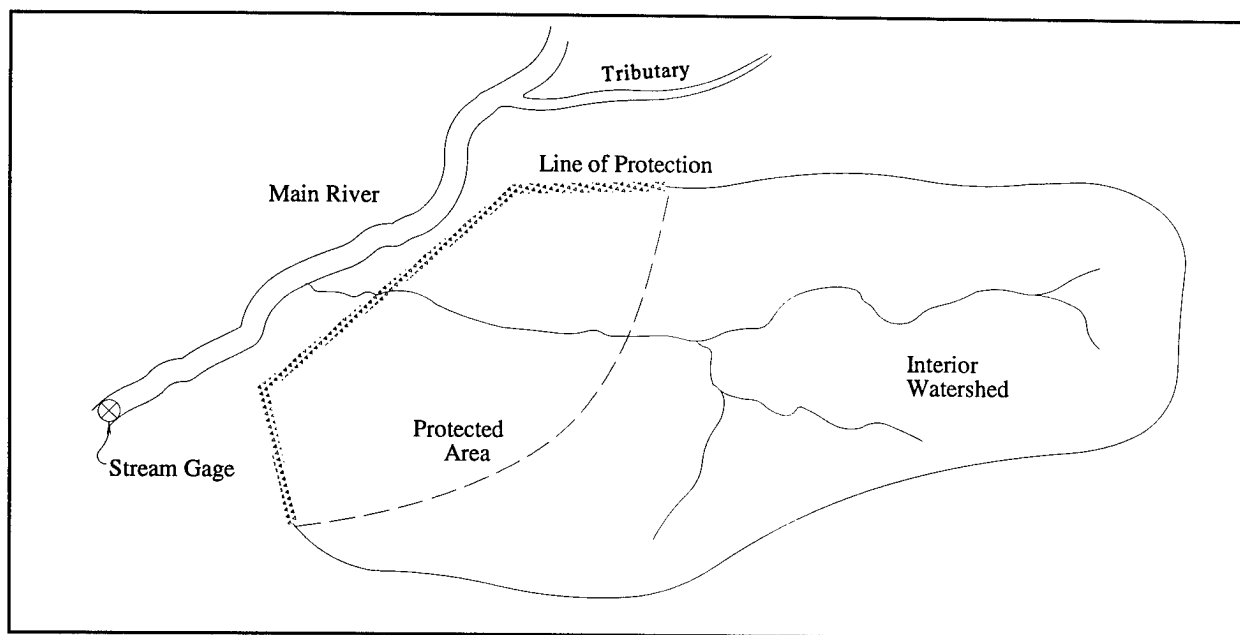 Tributary
Line of Protection
Main River
Interior
Watershed
Protected
Area
Stream Gage